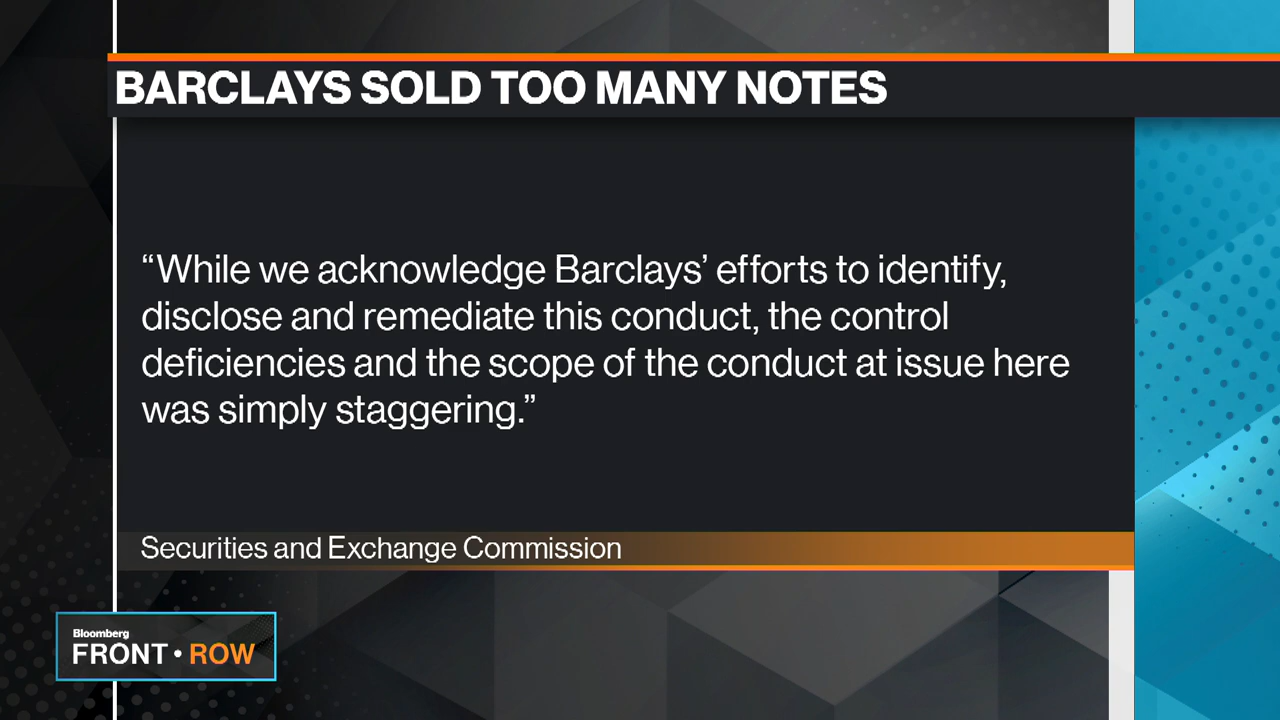 BARCLAYS SOLD TOO MANY NOTES
“While we acknowledge Barclays’ efforts to identify,
disclose and remediate this conduct, the control
deficiencies and the scope of the conduct at issue here
was simply staggering.”
Securities and Exchange Commission
Bloomberg
FRONT • ROW